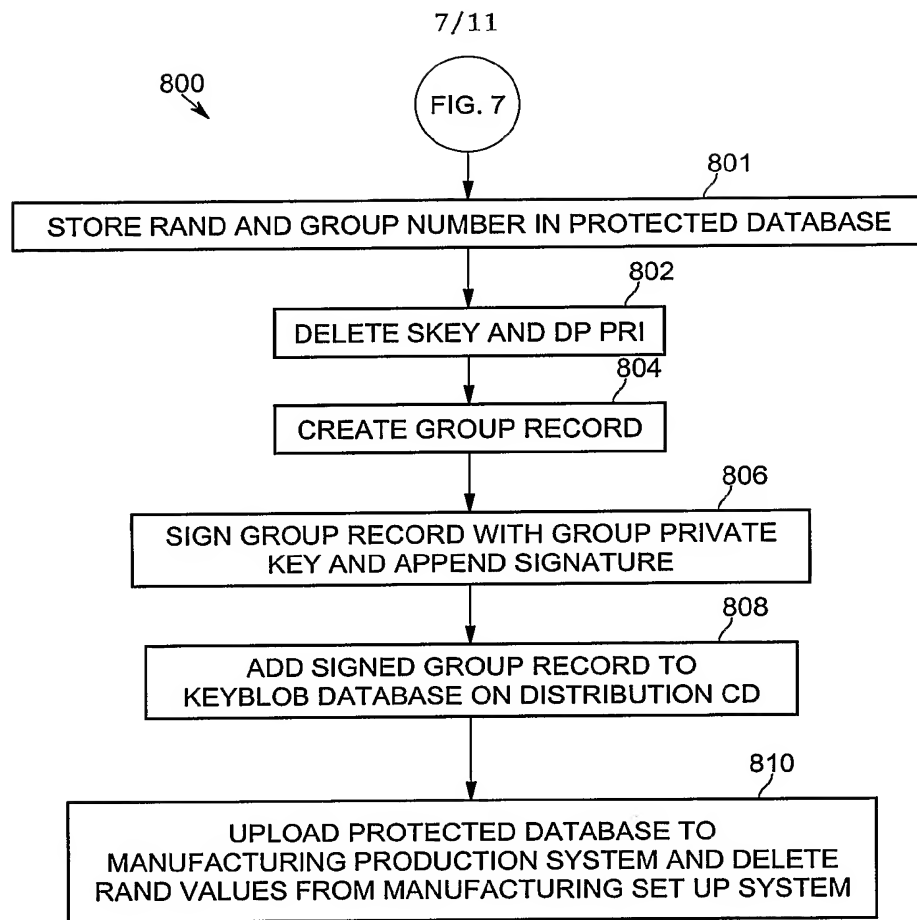 7/11
800
FIG. 7
801
STORE RAND AND GROUP NUMBER IN PROTECTED DATABASE
802
DELETE SKEY AND DP PRI
804
CREATE GROUP RECORD
806
SIGN GROUP RECORD WITH GROUP PRIVATE
KEY AND APPEND SIGNATURE
808
ADD SIGNED GROUP RECORD TO
KEYBLOB DATABASE ON DISTRIBUTION CD
810
UPLOAD PROTECTED DATABASE TO
MANUFACTURING PRODUCTION SYSTEM AND DELETE
RAND VALUES FROM MANUFACTURING SET UP SYSTEM